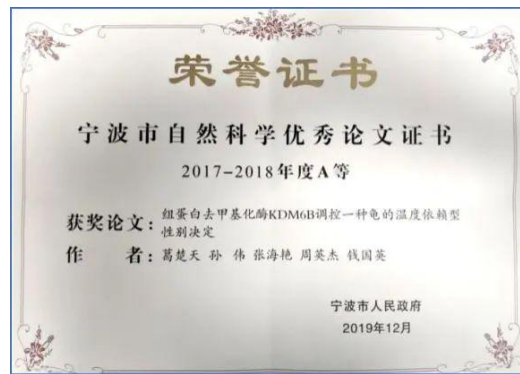 荣誉证书
宁波市自然科学优秀论文证书
2017-2018年度A等
获奖论文：纽蛋白去甲基化酶KDM6B调控一种龟的温度依赖型
性别决定
作 者：葛楚天 孙 伟 张海艳 周英杰 钱国英
宁波市人民政府
2019年12月